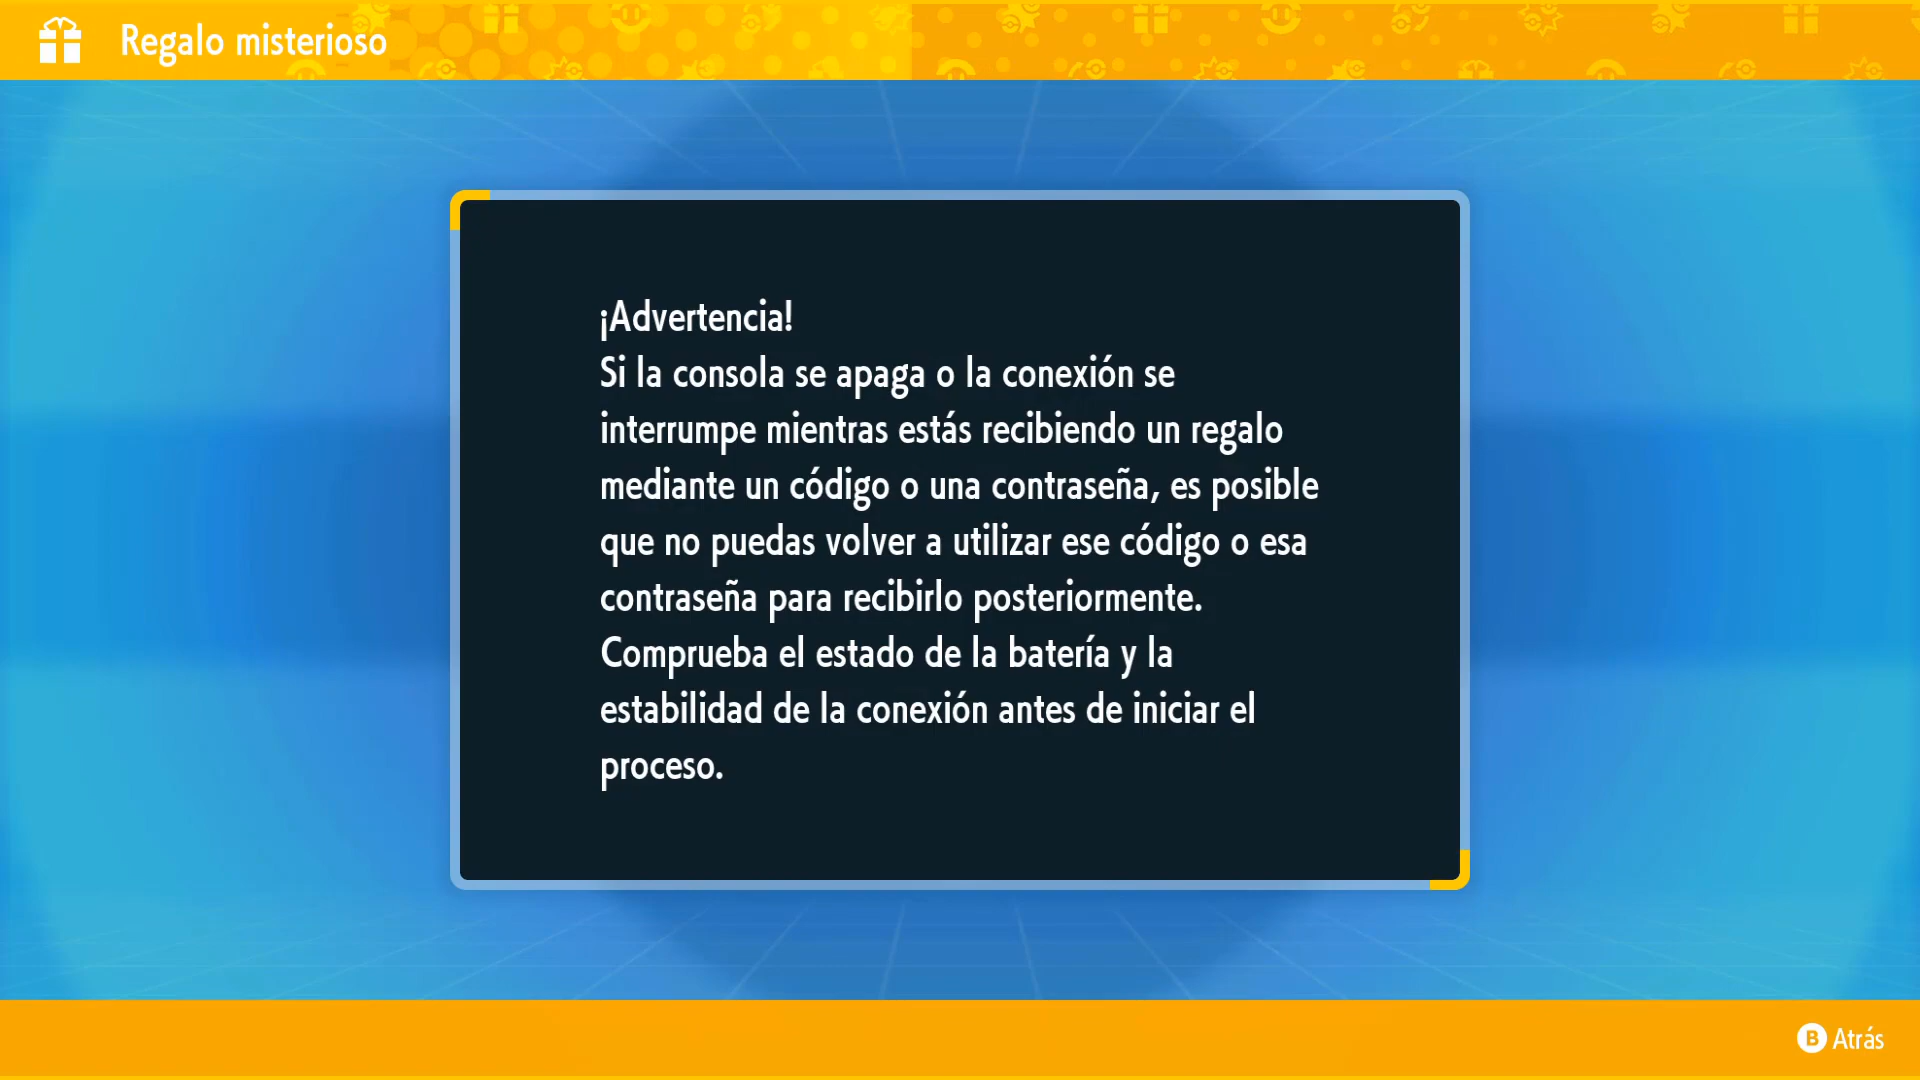 Regalo misterioso
¡Advertencia!
Si la consola se apaga o la conexión se
interrumpe mientras estás recibiendo un regalo
mediante un código o una contraseña, es posible
que no puedas volver a utilizar ese código o esa
contraseña para recibirlo posteriormente.
Comprueba el estado de la batería y la
estabilidad de la conexión antes de iniciar el
proceso.
B Atrás